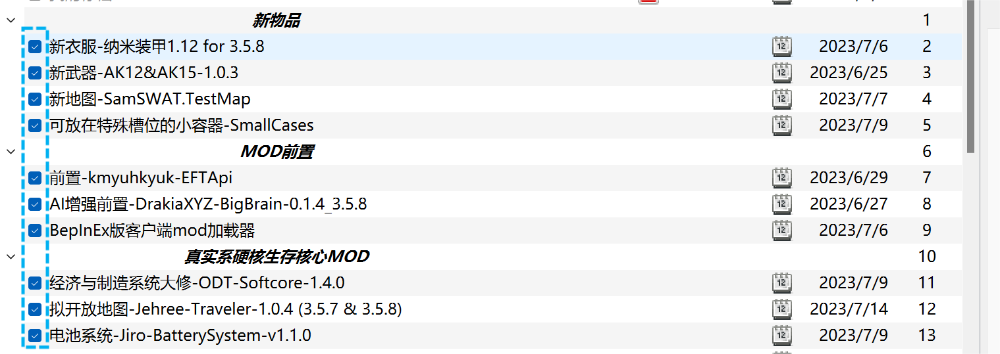 新物品 1
新衣服-纳米装甲1.12 for 3.5.8 2023/7/6 2
新武器-AK12&AK15-1.0.3 2023/6/25 3
新地图-SamSWAT.TestMap 2023/7/7 4
可放在特殊槽位的小容器-SmallCases 2023/7/9 5
MOD前置 6
前置-kmyuhkyuk-EFTApi 2023/6/29 7
AI增强前置-DrakiaXYZ-BigBrain-0.1.4_3.5.8 2023/6/27 8
BepInEx版客户端mod加载器 2023/7/6 9
真实系硬核生存核心MOD 10
经济与制造系统大修-ODT-Softcore-1.4.0 2023/7/9 11
拟开放地图-Jehree-Traveler-1.0.4 (3.5.7 & 3.5.8) 2023/7/14 12
电池系统-Jiro-BatterySystem-v1.1.0 2023/7/9 13